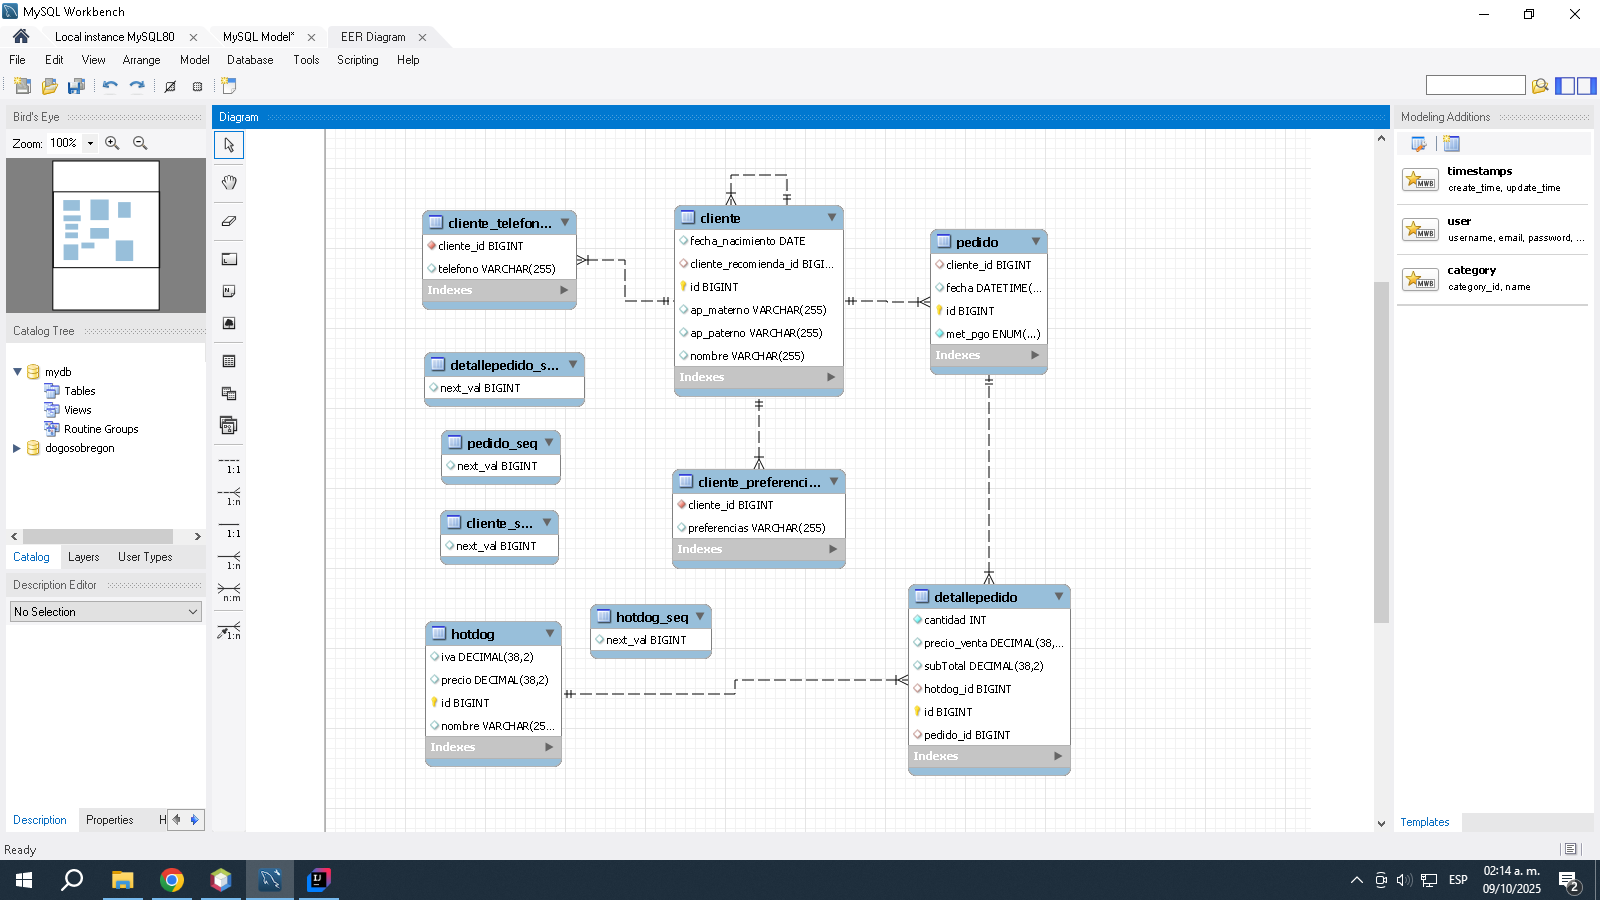 MySQL Workbench
Local instance MySQL80
MySQL Model*
EER Diagram
File Edit View Arrange Model Database Tools Scripting Help
Bird's Eye
Zoom: 100%
Catalog Tree
mydb
Tables
Views
Routine Groups
dogosobregon
Catalog Layers User Types
Description Editor
No Selection
Description Properties H
Ready
1:1
1:n
1:1
1:n
n:m
1:n
Diagram
cliente_telefon...
cliente_id BIGINT
telefono VARCHAR(255)
Indexes
detallepedido_s...
next_val BIGINT
pedido_seq
next_val BIGINT
cliente_s...
next_val BIGINT
hotdog
iva DECIMAL(38,2)
precio DECIMAL(38,2)
id BIGINT
nombre VARCHAR(25...
Indexes
hotdog_seq
next_val BIGINT
cliente
fecha_nacimiento DATE
cliente_recomienda_id BIGI...
id BIGINT
ap_materno VARCHAR(255)
ap_paterno VARCHAR(255)
nombre VARCHAR(255)
Indexes
cliente_preferenci...
cliente_id BIGINT
preferencias VARCHAR(255)
Indexes
pedido
cliente_id BIGINT
fecha DATETIME(...
id BIGINT
met_pgo ENUM(...)
Indexes
detallepedido
cantidad INT
precio_venta DECIMAL(38,...
subTotal DECIMAL(38,2)
hotdog_id BIGINT
id BIGINT
pedido_id BIGINT
Indexes
Modeling Additions
timestamps
create_time, update_time
user
username, email, password, ...
category
category_id, name
Templates
MWB
MWB
MWB
IJ
ESP
02:14 a. m.
09/10/2025
2